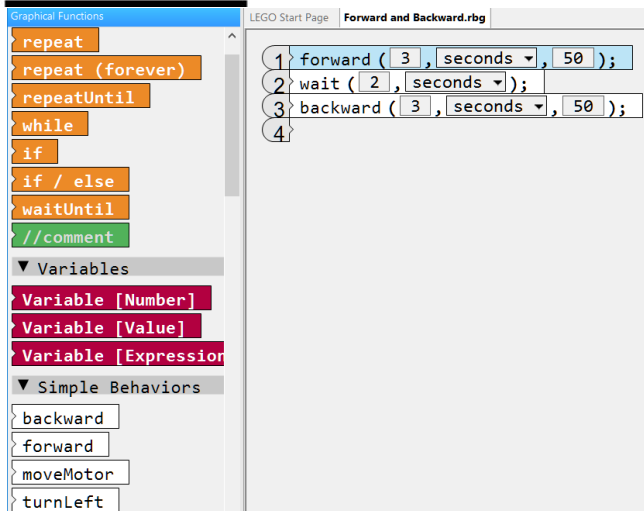 Graphical Functions
repeat
repeat (forever)
repeatUntil
while
if
if / else
waitUntil
//comment
Variables
Variable [Number]
Variable [Value]
Variable [Expression
Simple Behaviors
backward
forward
moveMotor
turnLeft
LEGO Start Page
Forward and Backward.rbg
1 forward ( 3 , seconds , 50 );
2 wait ( 2 , seconds );
3 backward ( 3 , seconds , 50 );
4